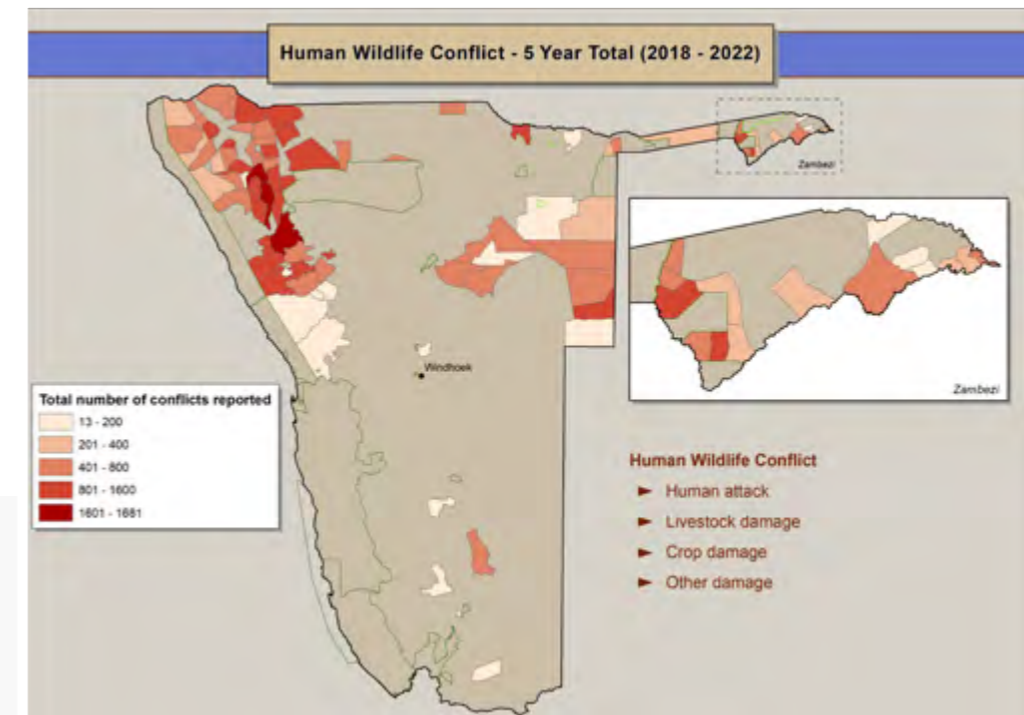 Human Wildlife Conflict - 5 Year Total (2018 - 2022)
Zambezi
Windhoek
Zambezi
Total number of conflicts reported
13 - 200
201 - 400
401 - 800
801 - 1600
1601 - 1681
Human Wildlife Conflict
► Human attack
► Livestock damage
► Crop damage
► Other damage